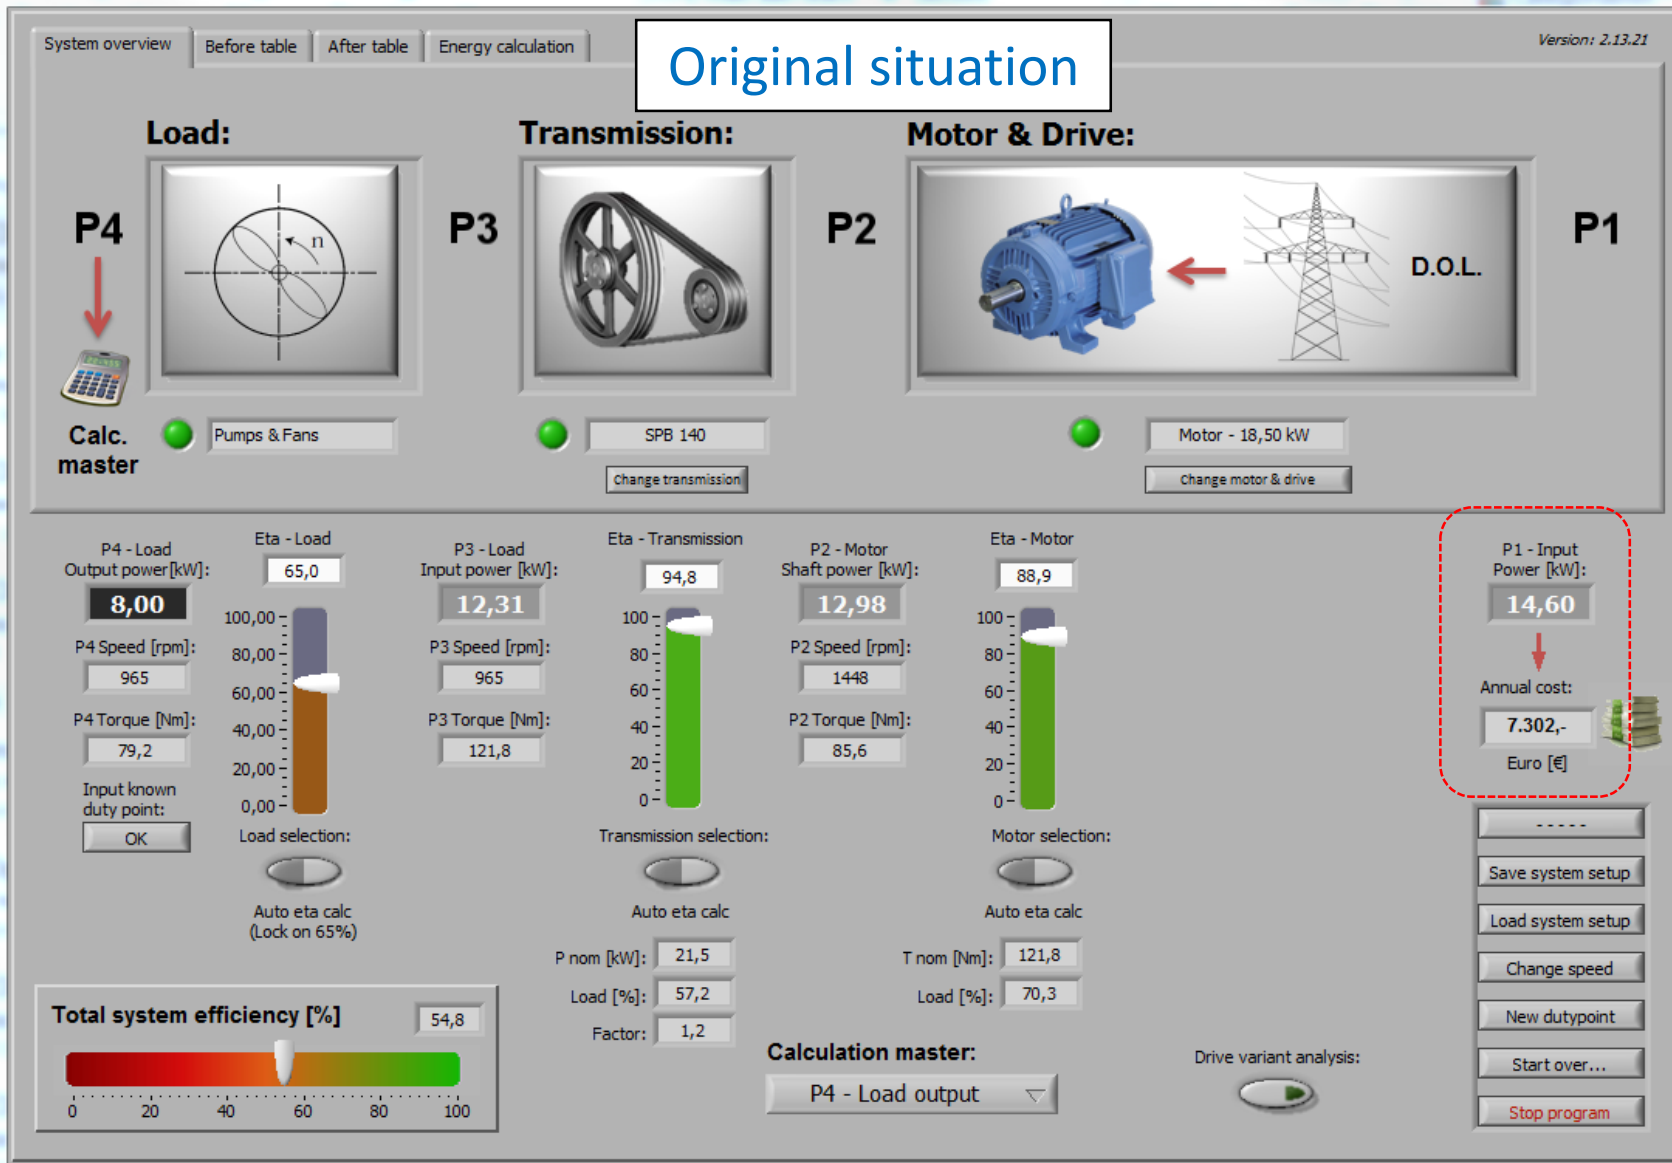 System overview
Before table
After table
Energy calculation
Original situation
Version: 2.13.21
Load:
Transmission:
Motor & Drive:
P4
P3
P2
P1
n
D.O.L.
Calc.
master
Pumps & Fans
SPB 140
Motor - 18,50 kW
Change transmission
Change motor & drive
P4 - Load
Output power[kW]:
8,00
P4 Speed [rpm]:
965
P4 Torque [Nm]:
79,2
Input known
duty point:
OK
Eta - Load
65,0
100,00
80,00
60,00
40,00
20,00
0,00
Load selection:
Auto eta calc
(Lock on 65%)
P3 - Load
Input power [kW]:
12,31
P3 Speed [rpm]:
965
P3 Torque [Nm]:
121,8
Eta - Transmission
94,8
100
80
60
40
20
0
Transmission selection:
Auto eta calc
P nom [kW]: 21,5
Load [%]: 57,2
Factor: 1,2
P2 - Motor
Shaft power [kW]:
12,98
P2 Speed [rpm]:
1448
P2 Torque [Nm]:
85,6
Eta - Motor
88,9
100
80
60
40
20
0
Motor selection:
Auto eta calc
T nom [Nm]: 121,8
Load [%]: 70,3
P1 - Input
Power [kW]:
14,60
Annual cost:
7.302,-
Euro [€]
- - - - -
Save system setup
Load system setup
Change speed
New dutypoint
Start over...
Stop program
Total system efficiency [%] 54,8
0 20 40 60 80 100
Calculation master:
P4 - Load output
Drive variant analysis: